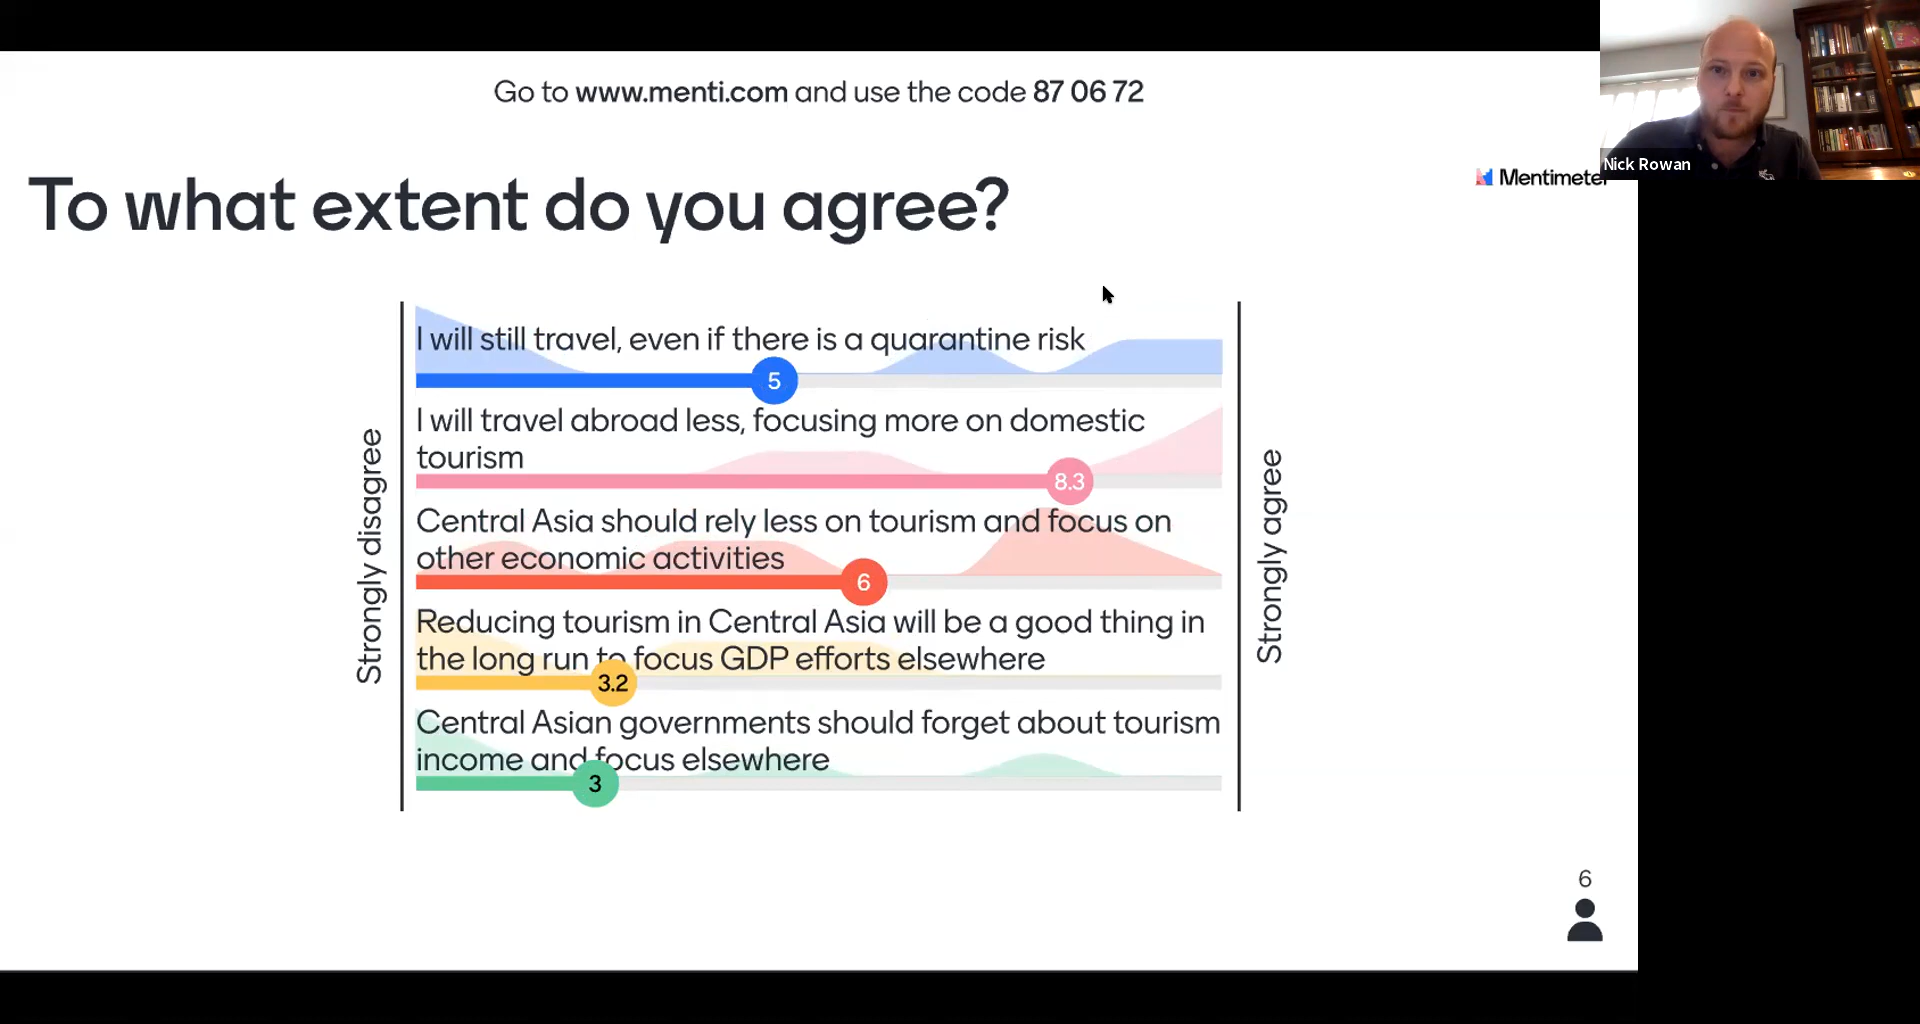 Go to www.menti.com and use the code 87 06 72
Nick Rowan
Mentimeter
To what extent do you agree?
Strongly disagree
I will still travel, even if there is a quarantine risk
5
I will travel abroad less, focusing more on domestic
tourism
8.3
Central Asia should rely less on tourism and focus on
other economic activities
6
Reducing tourism in Central Asia will be a good thing in
the long run to focus GDP efforts elsewhere
3.2
Central Asian governments should forget about tourism
income and focus elsewhere
3
Strongly agree
6